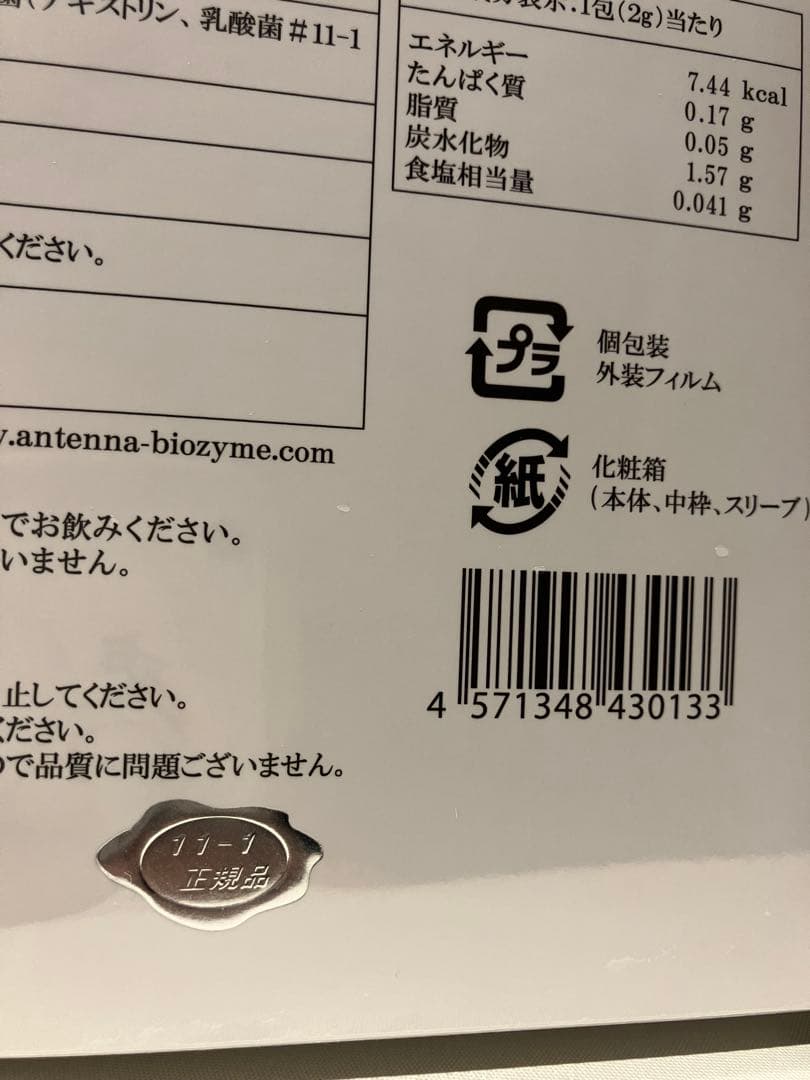 デキストリン、乳酸菌#11-1
表示:1包(2g)当たり
エネルギー 7.44 kcal
たんぱく質 0.17 g
脂質 0.05 g
炭水化物 1.57 g
食塩相当量 0.041 g
ください。
プラ
個包装
外装フィルム
.antenna-biozyme.com
紙
化粧箱
(本体、中枠、スリーブ)
でお飲みください。
いません。
4 571348 430133
止してください。
ください。
ので品質に問題ございません。
11-1
正規品